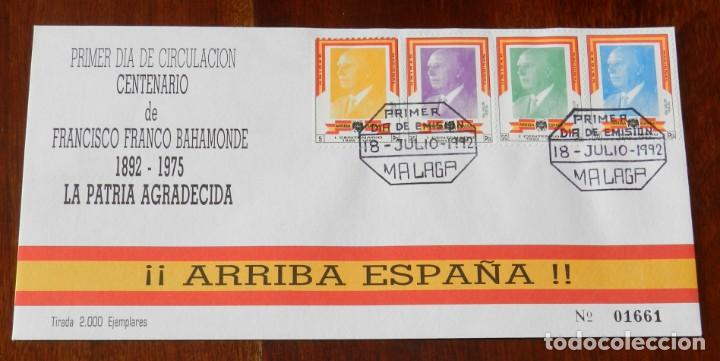 PRIMER DIA DE CIRCULACION
CENTENARIO
de
FRANCISCO FRANCO BAHAMONDE
1892 - 1975
LA PATRIA AGRADECIDA
PRIMER
DIA DE EMISION
18 - JULIO - 1992
MALAGA
PRIMER
DIA DE EMISION
18 - JULIO - 1992
MALAGA
¡¡ ARRIBA ESPAÑA !!
Tirada 2.000 Ejemplares
Nº 01661
todocoleccion